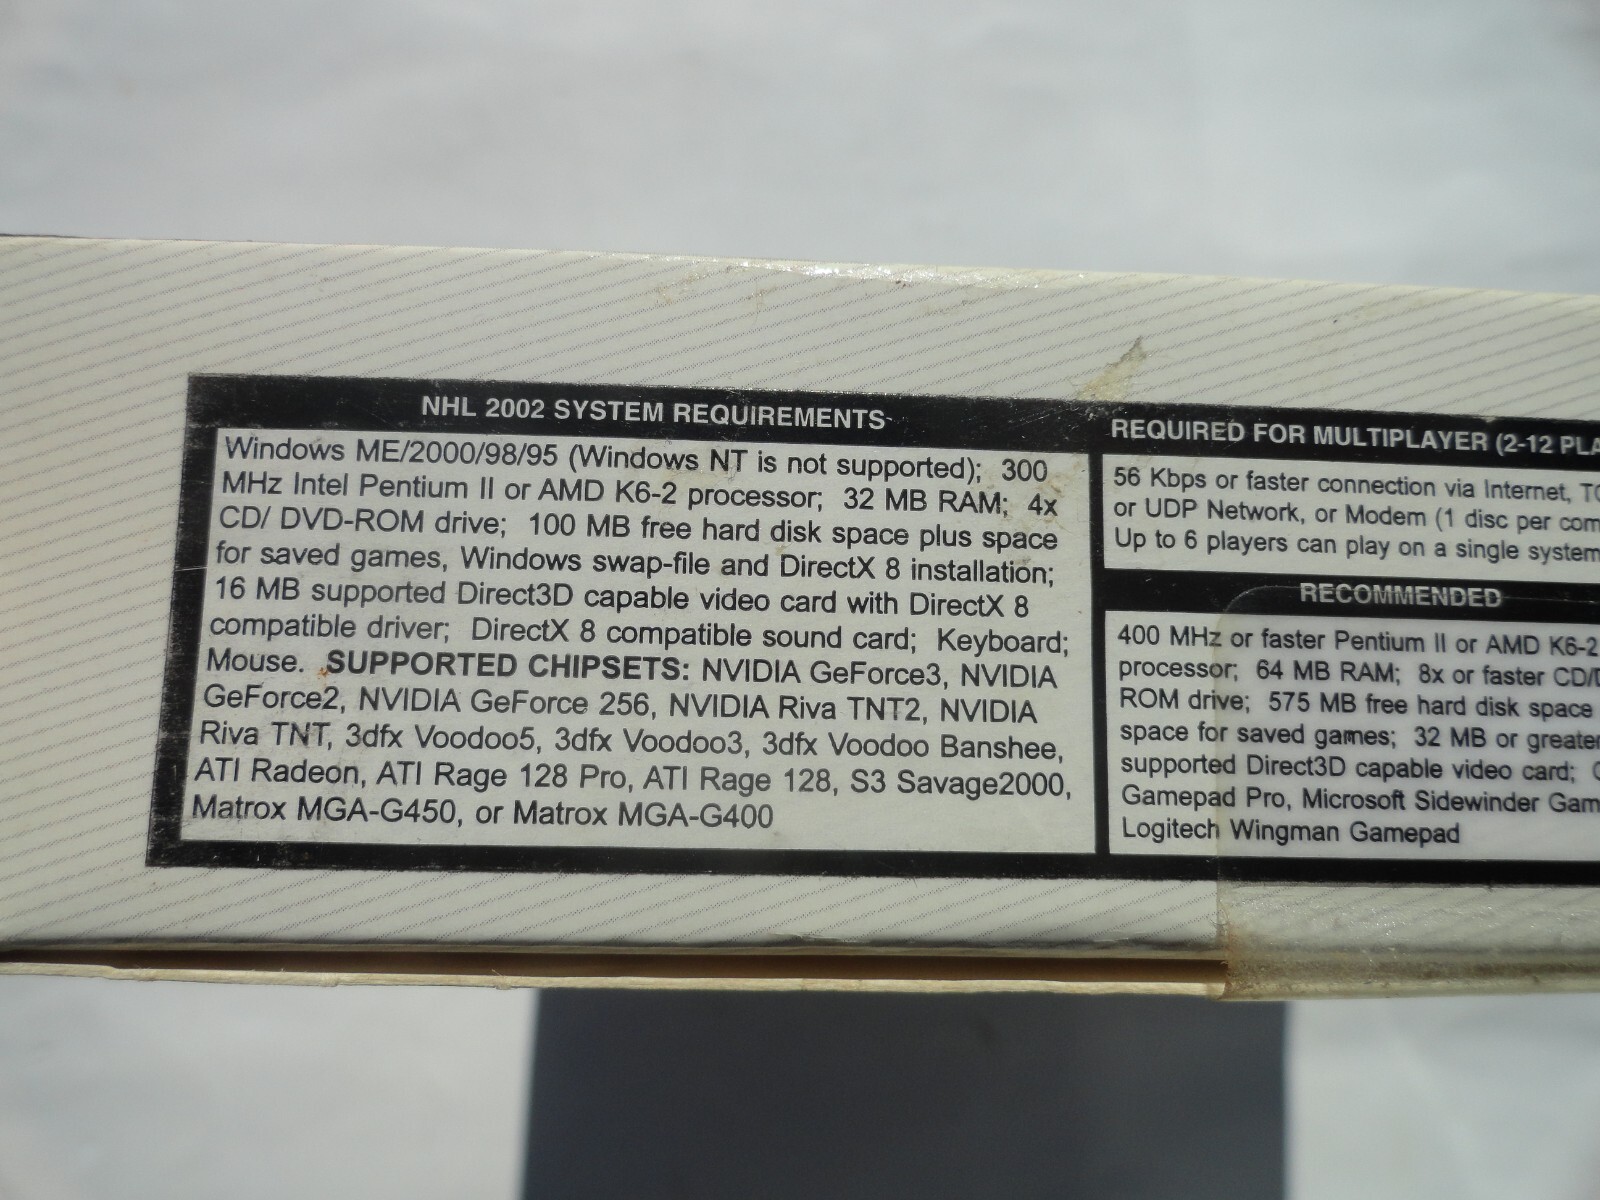 NHL 2002 SYSTEM REQUIREMENTS
Windows ME/2000/98/95 (Windows NT is not supported); 300
MHz Intel Pentium II or AMD K6-2 processor; 32 MB RAM; 4x
CD/ DVD-ROM drive; 100 MB free hard disk space plus space
for saved games, Windows swap-file and DirectX 8 installation;
16 MB supported Direct3D capable video card with DirectX 8
compatible driver; DirectX 8 compatible sound card; Keyboard;
Mouse. SUPPORTED CHIPSETS: NVIDIA GeForce3, NVIDIA
GeForce2, NVIDIA GeForce 256, NVIDIA Riva TNT2, NVIDIA
Riva TNT, 3dfx Voodoo5, 3dfx Voodoo3, 3dfx Voodoo Banshee,
ATI Radeon, ATI Rage 128 Pro, ATI Rage 128, S3 Savage2000,
Matrox MGA-G450, or Matrox MGA-G400
REQUIRED FOR MULTIPLAYER (2-12
56 Kbps or faster connection via Internet,
or UDP Network, or Modem (1 disc per
Up to 6 players can play on a single system
RECOMMENDED
400 MHz or faster Pentium II or AMD K6-2
processor; 64 MB RAM; 8x or faster
ROM drive; 575 MB free hard disk space
space for saved games; 32 MB or greater
supported Direct3D capable video card;
Gamepad Pro, Microsoft Sidewinder
Logitech Wingman Gamepad